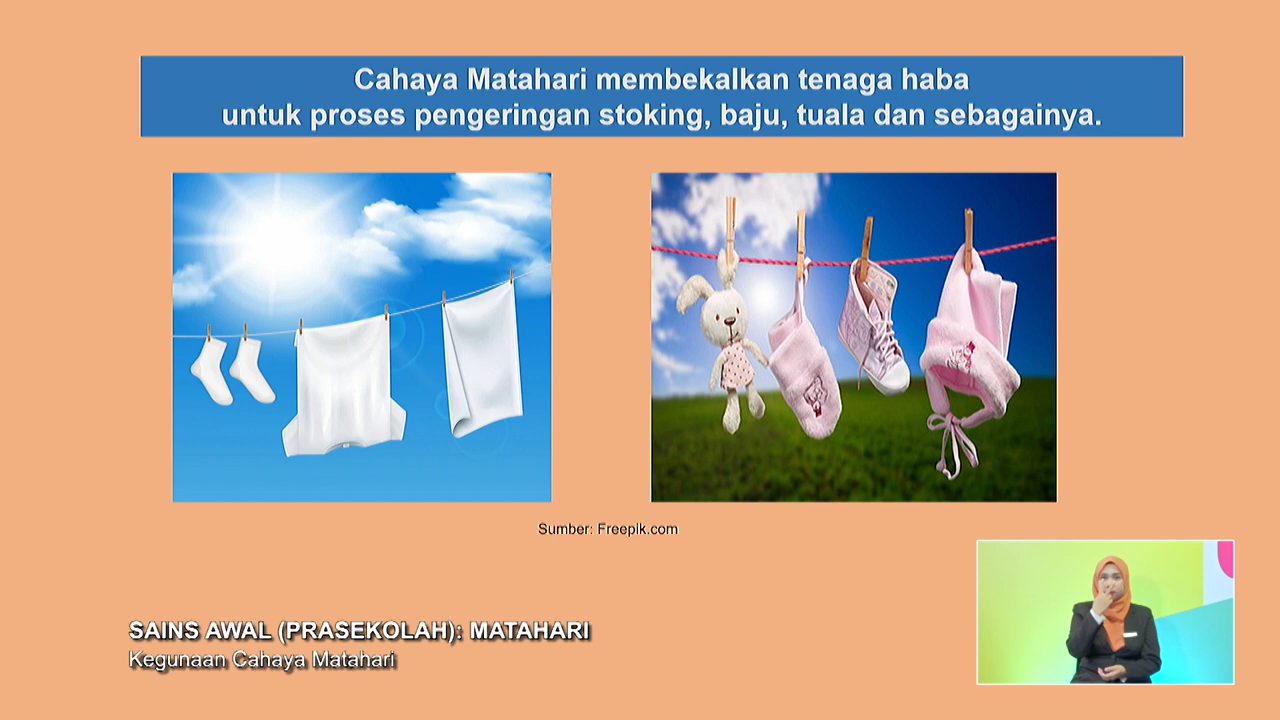 Cahaya Matahari membekalkan tenaga haba
untuk proses pengeringan stoking, baju, tuala dan sebagainya.
Sumber: Freepik.com
SAINS AWAL (PRASEKOLAH): MATAHARI
Kegunaan Cahaya Matahari